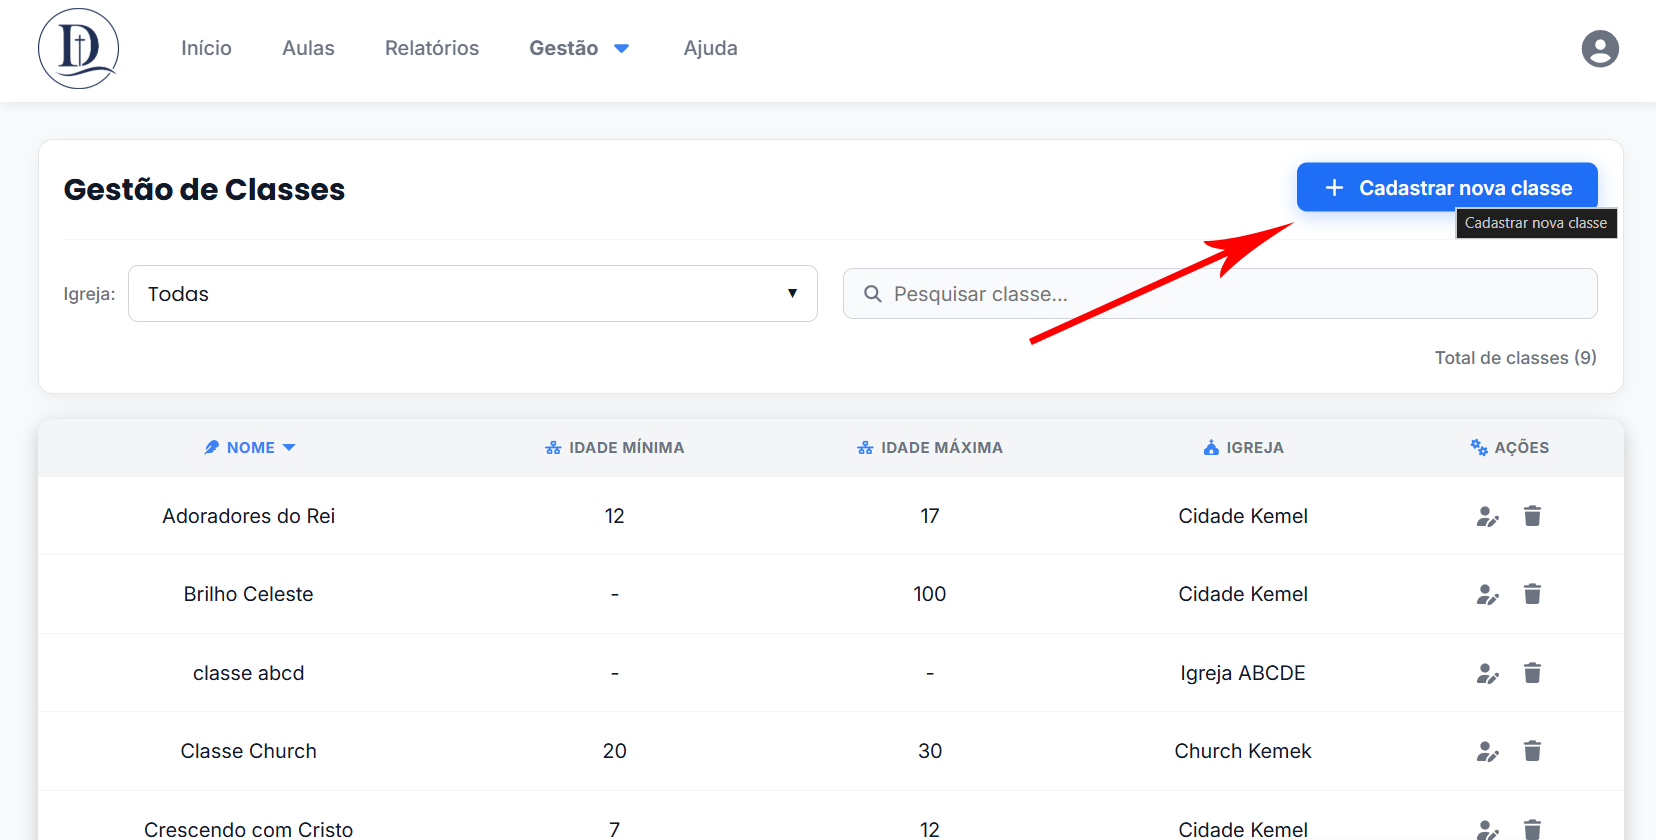 D
Início Aulas Relatórios Gestão Ajuda
Gestão de Classes
Cadastrar nova classe
Cadastrar nova classe
Igreja: Todas
Pesquisar classe...
Total de classes (9)
NOME IDADE MÍNIMA IDADE MÁXIMA IGREJA AÇÕES
Adoradores do Rei 12 17 Cidade Kemel
Brilho Celeste - 100 Cidade Kemel
classe abcd - - Igreja ABCDE
Classe Church 20 30 Church Kemek
Crescendo com Cristo 7 12 Cidade Kemel